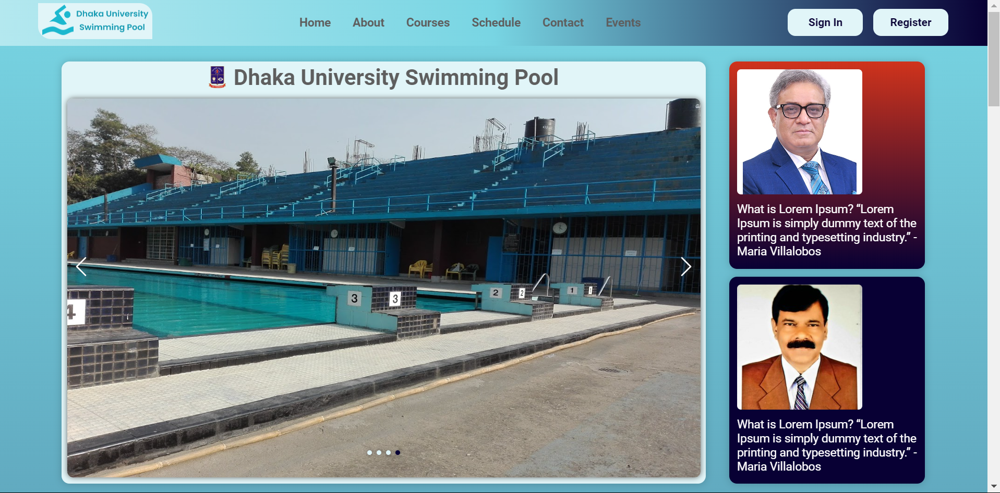 Dhaka University
Swimming Pool
Home About Courses Schedule Contact Events
Sign In Register
Dhaka University Swimming Pool
4
3 3
2 2
1 1
What is Lorem Ipsum? “Lorem
Ipsum is simply dummy text of the
printing and typesetting industry.” -
Maria Villalobos
What is Lorem Ipsum? “Lorem
Ipsum is simply dummy text of the
printing and typesetting industry.” -
Maria Villalobos